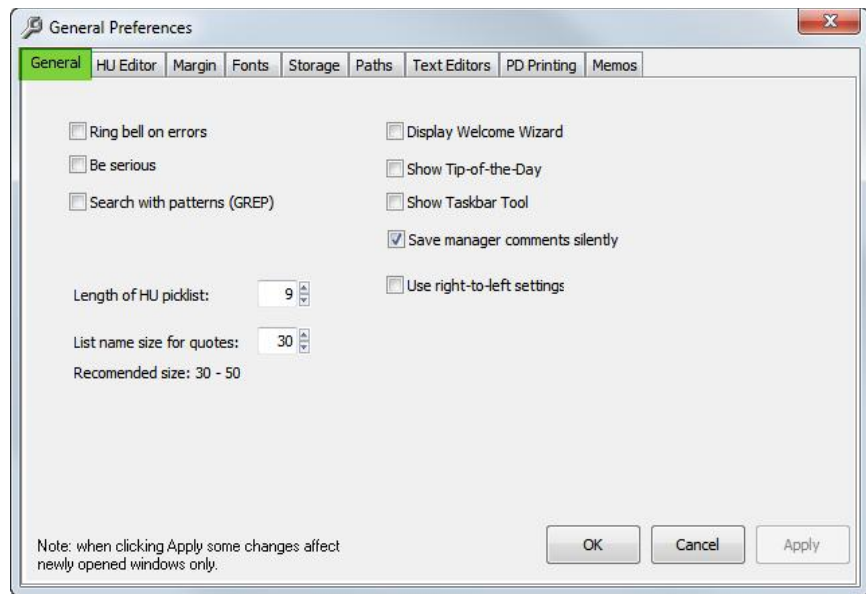 General Preferences
General HU Editor Margin Fonts Storage Paths Text Editors PD Printing Memos
Ring bell on errors
Be serious
Search with patterns (GREP)
Length of HU picklist: 9
List name size for quotes: 30
Recomended size: 30 - 50
Display Welcome Wizard
Show Tip-of-the-Day
Show Taskbar Tool
Save manager comments silently
Use right-to-left settings
Note: when clicking Apply some changes affect
newly opened windows only.
OK Cancel Apply